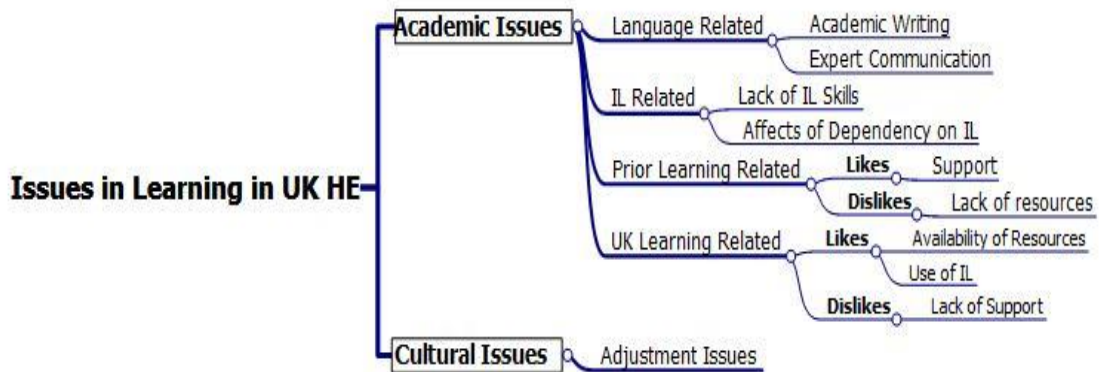 Issues in Learning in UK HE
Academic Issues
Language Related
Academic Writing
Expert Communication
IL Related
Lack of IL Skills
Affects of Dependency on IL
Prior Learning Related
Likes
Support
Dislikes
Lack of resources
UK Learning Related
Likes
Availability of Resources
Use of IL
Dislikes
Lack of Support
Cultural Issues
Adjustment Issues